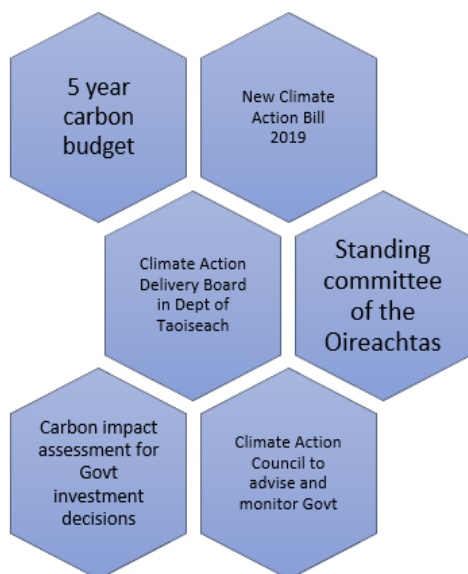 5 year
carbon
budget
New Climate
Action Bill
2019
Climate Action
Delivery Board
in Dept of
Taoiseach
Standing
committee
of the
Oireachtas
Carbon impact
assessment for
Govt
investment
decisions
Climate Action
Council to
advise and
monitor Govt